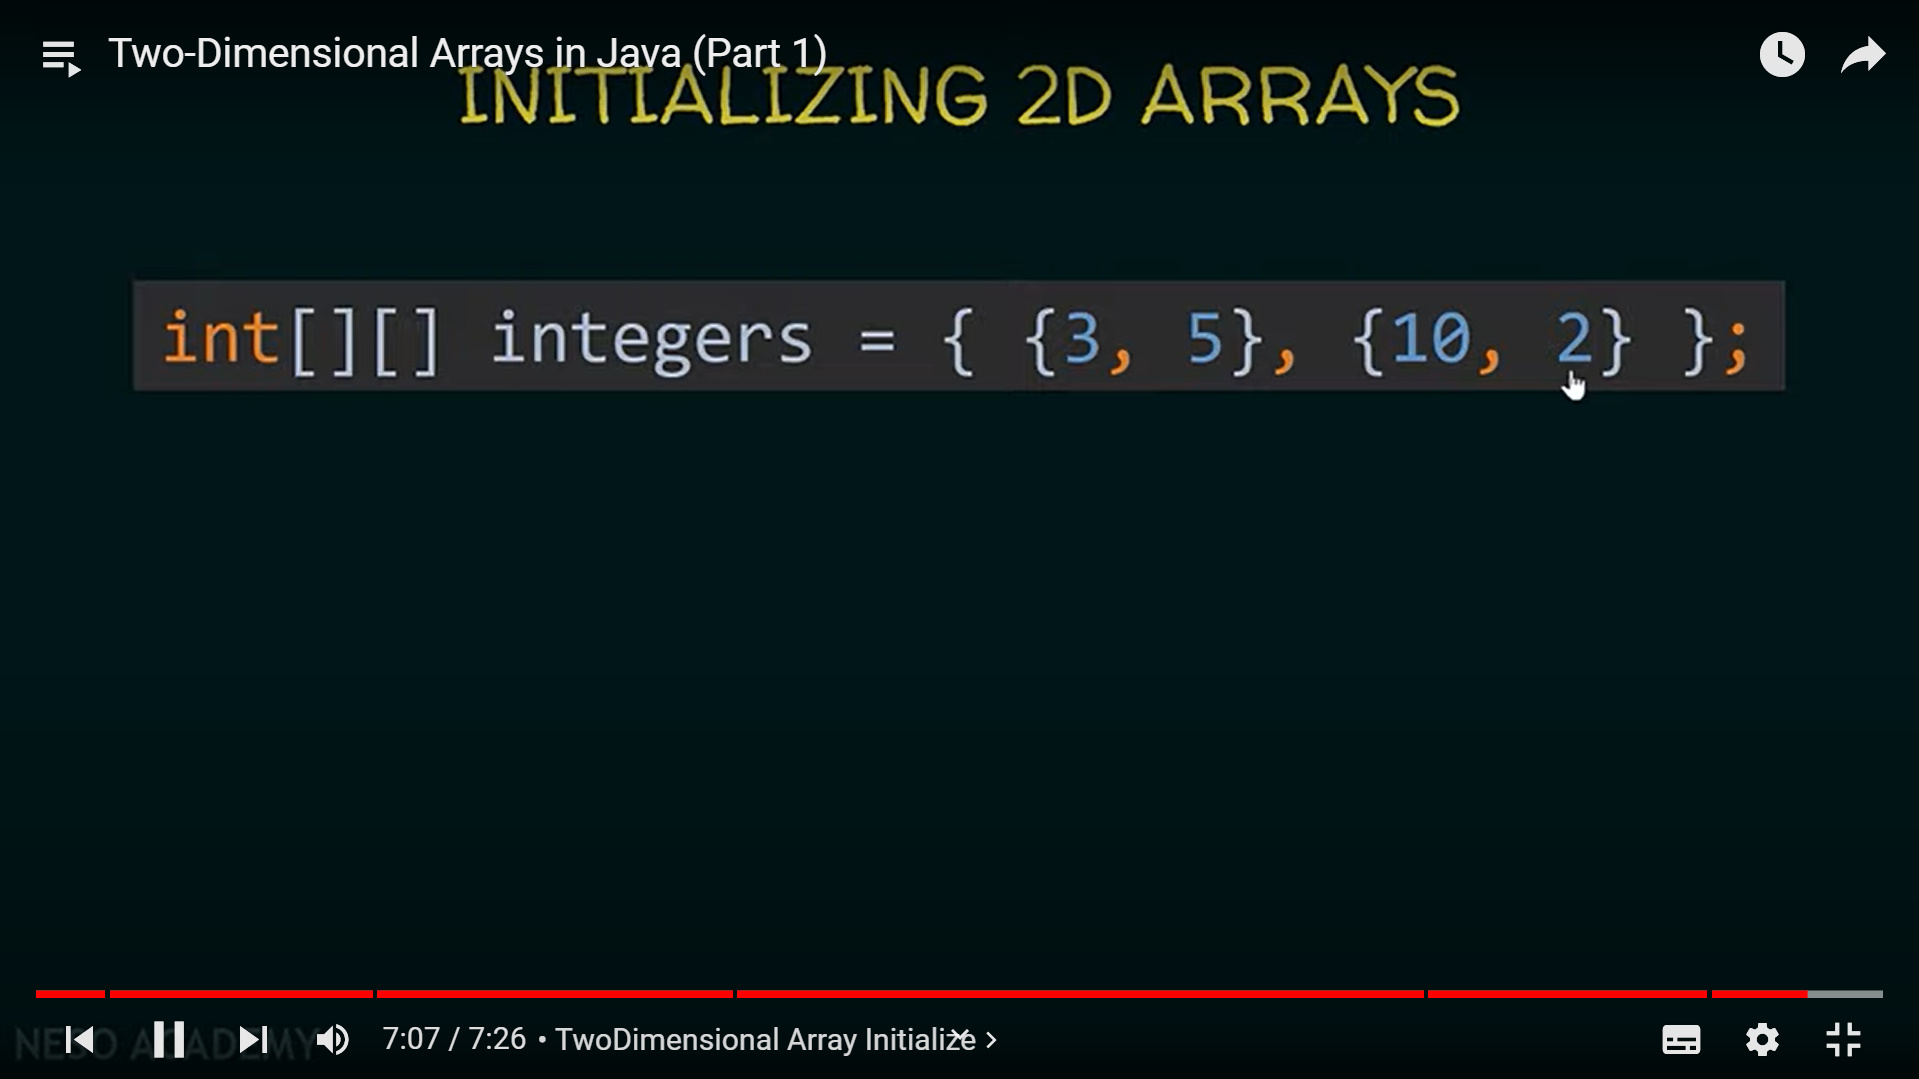 Two-Dimensional Arrays in Java (Part 1)
INITIALIZING 2D ARRAYS
int[][] integers = { {3, 5}, {10, 2} };
NESO ACADEMY
7:07 / 7:26 • TwoDimensional Array Initialize